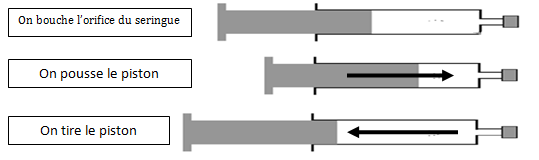 On bouche l'orifice du seringue
On pousse le piston
On tire le piston